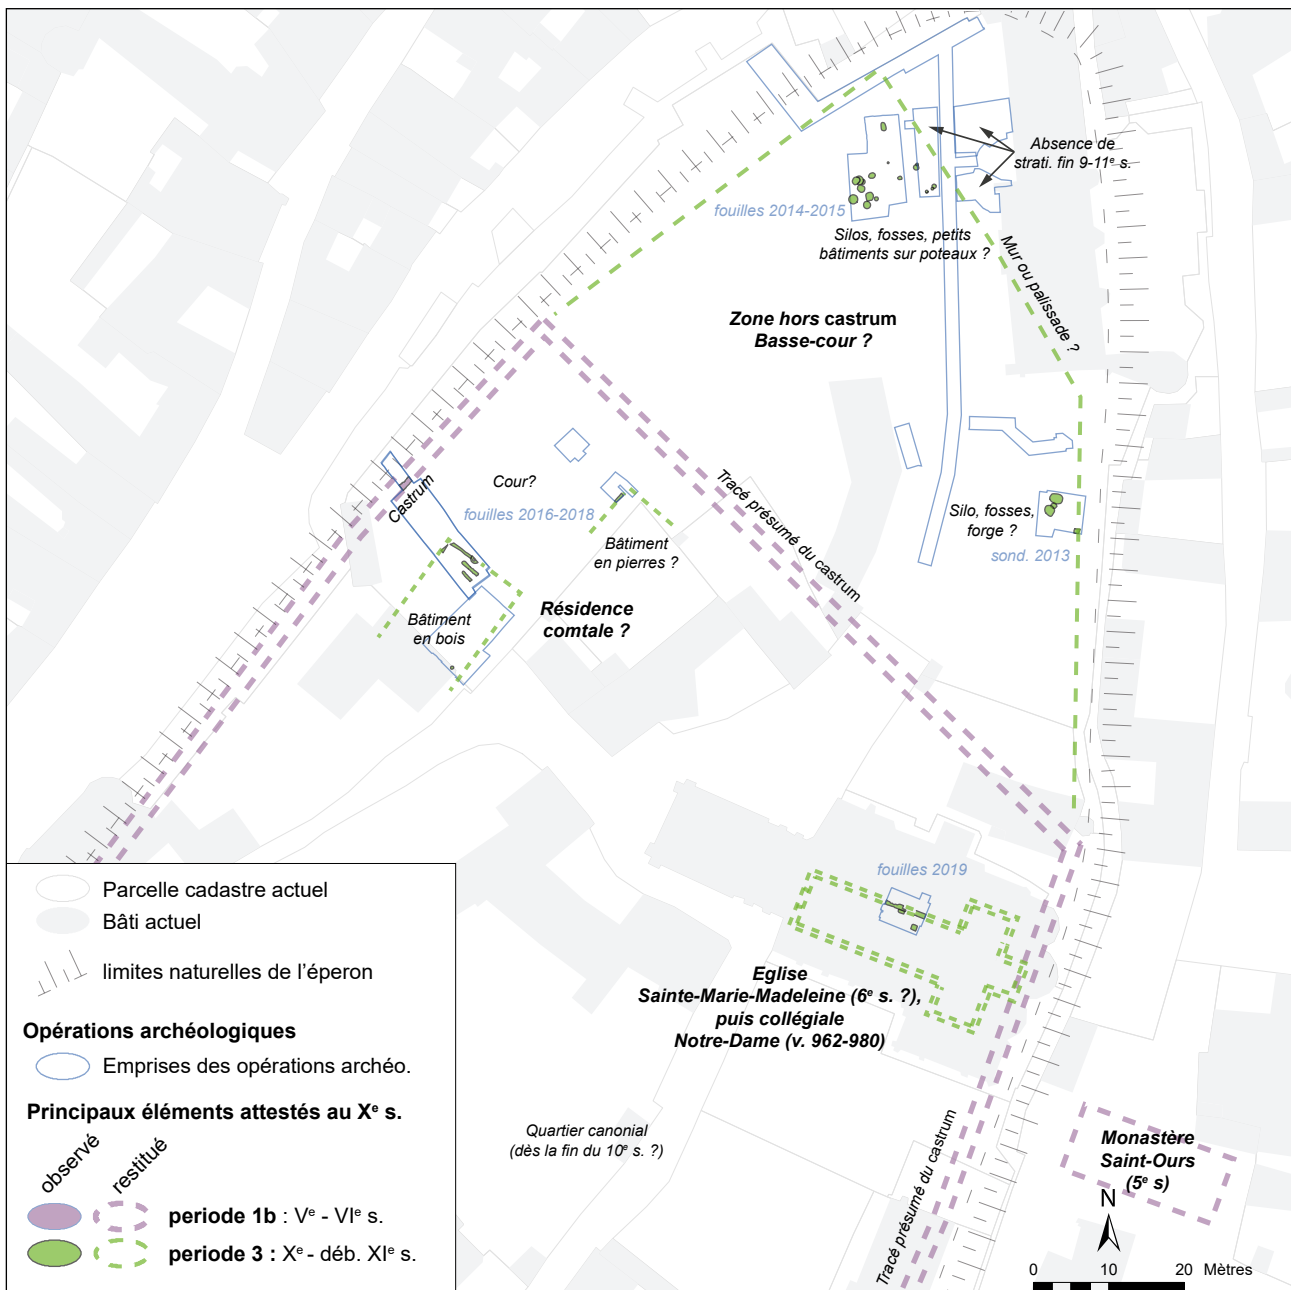 Absence de
strati. fin 9-11e s.
fouilles 2014-2015
Silos, fosses, petits
bâtiments sur poteaux ?
Mur ou palissade ?
Zone hors castrum
Basse-cour ?
Castrum
Cour?
fouilles 2016-2018
Bâtiment
en pierres ?
Tracé présumé du castrum
Silo, fosses,
forge ?
sond. 2013
Résidence
comtale ?
Bâtiment
en bois
fouilles 2019
Eglise
Sainte-Marie-Madeleine (6e s. ?),
puis collégiale
Notre-Dame (v. 962-980)
Quartier canonial
(dès la fin du 10e s. ?)
Tracé présumé du castrum
Monastère
Saint-Ours
(5e s)
N
0 10 20 Mètres
Parcelle cadastre actuel
Bâti actuel
limites naturelles de l'éperon
Opérations archéologiques
Emprises des opérations archéo.
Principaux éléments attestés au Xe s.
observé
restitué
periode 1b : Ve - VIe s.
periode 3 : Xe - déb. XIe s.